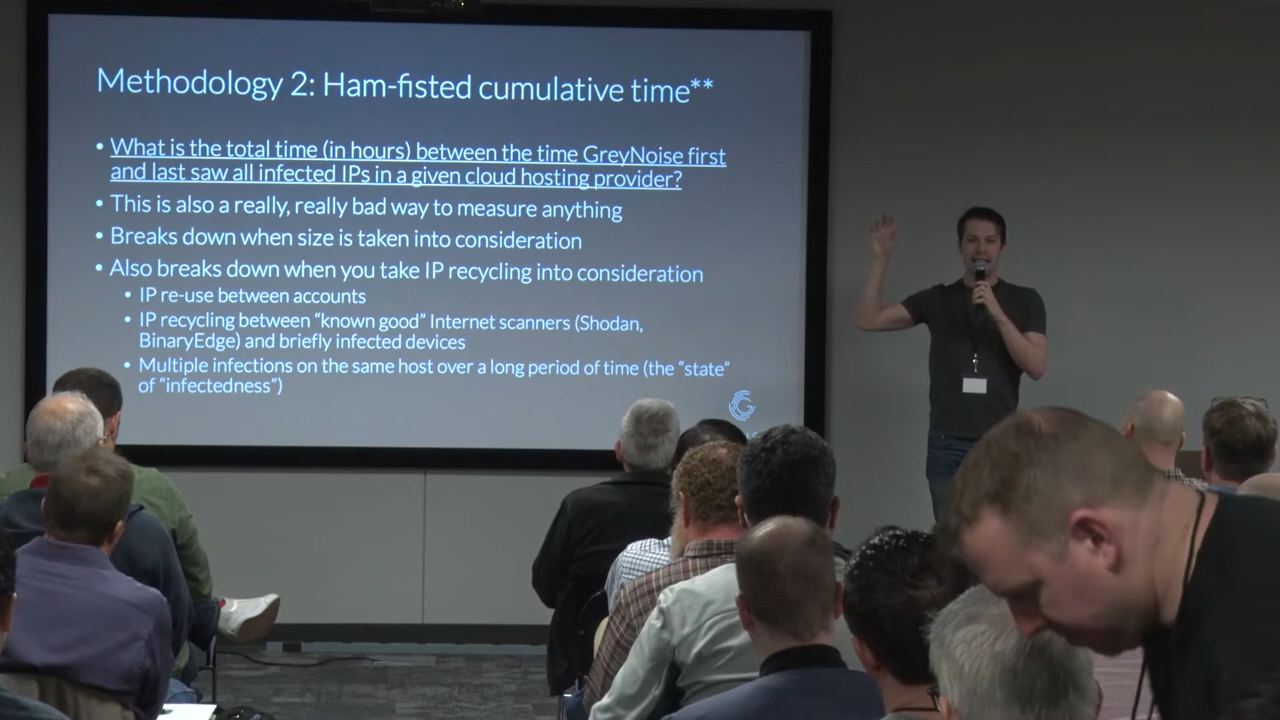 Methodology 2: Ham-fisted cumulative time**
• What is the total time (in hours) between the time GreyNoise first
and last saw all infected IPs in a given cloud hosting provider?
• This is also a really, really bad way to measure anything
• Breaks down when size is taken into consideration
• Also breaks down when you take IP recycling into consideration
• IP re-use between accounts
• IP recycling between “known good” Internet scanners (Shodan,
BinaryEdge) and briefly infected devices
• Multiple infections on the same host over a long period of time (the “state”
of “infectedness”)